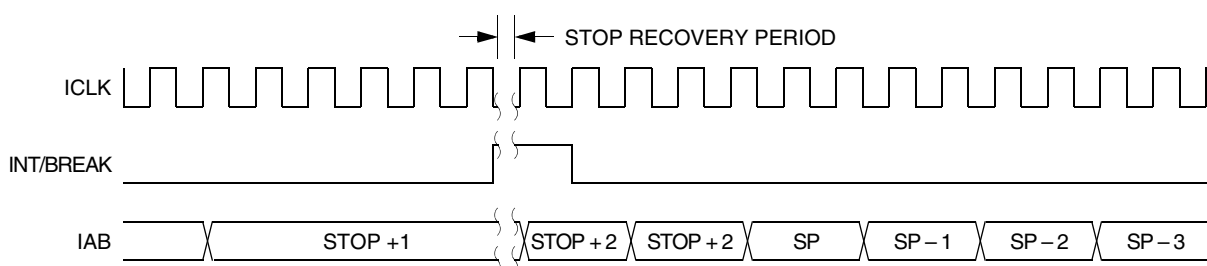 STOP RECOVERY PERIOD
ICLK
INT/BREAK
IAB STOP +1 STOP + 2 STOP + 2 SP SP – 1 SP – 2 SP – 3